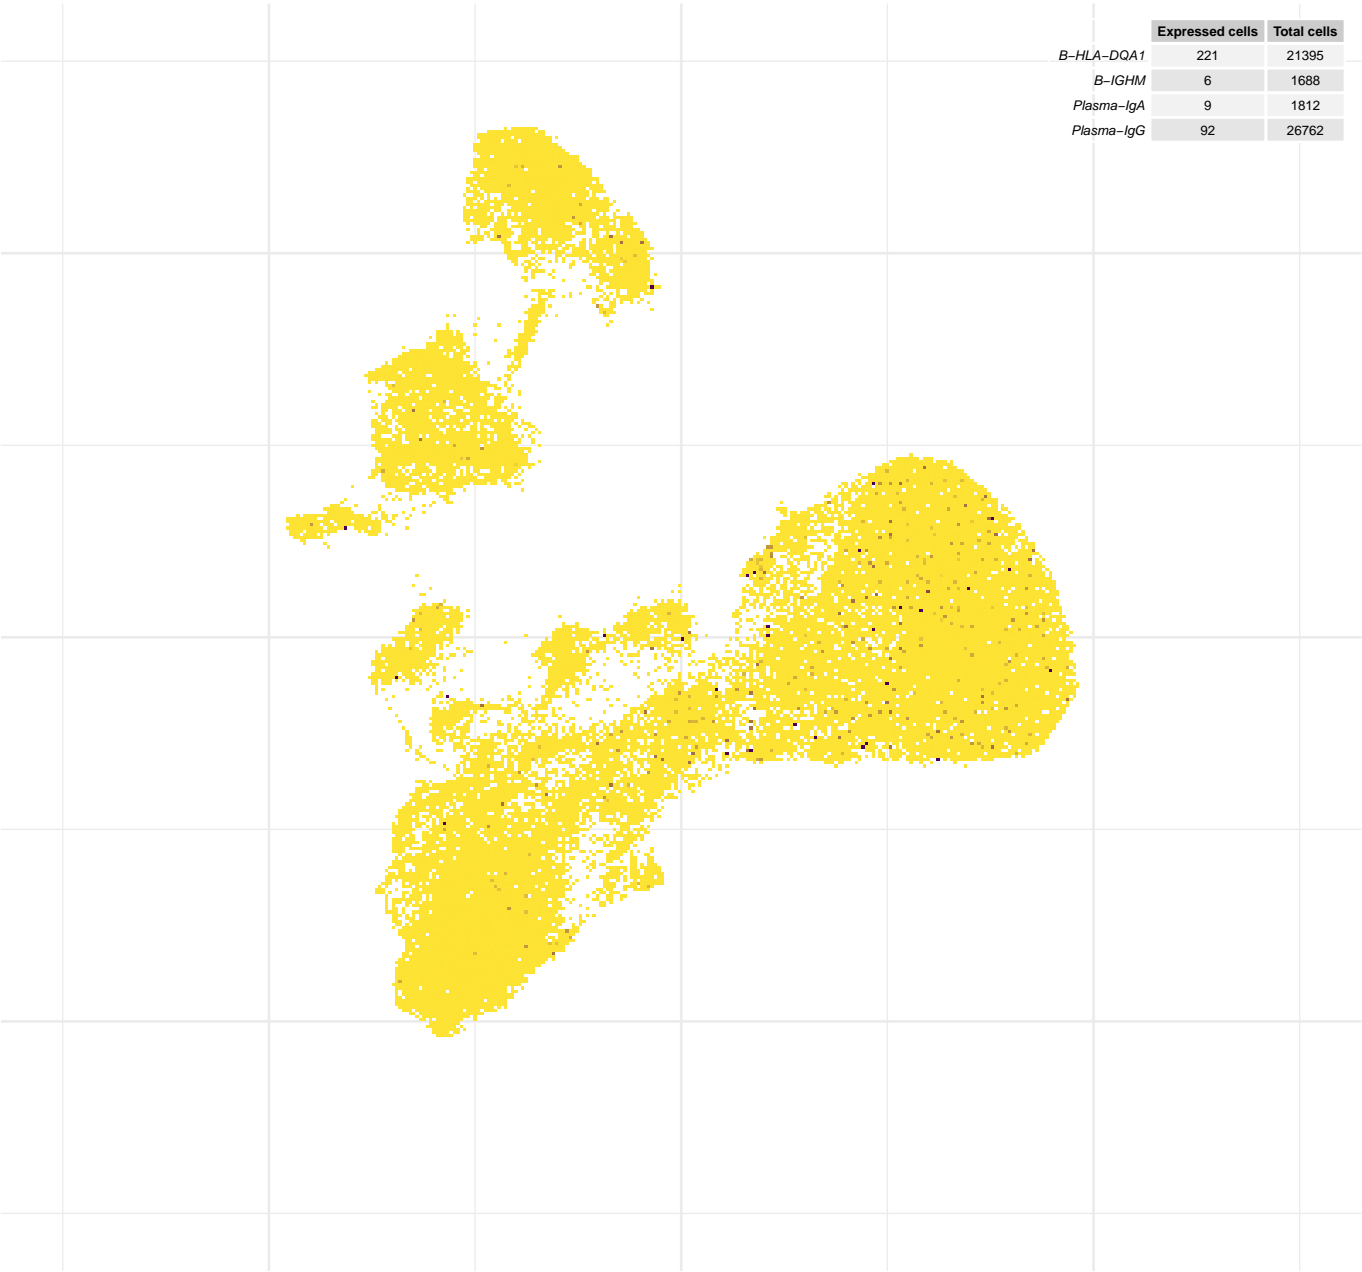 Expressed cells Total cells
B−HLA−DQA1 221 21395
B−IGHM 6 1688
Plasma−IgA 9 1812
Plasma−IgG 92 26762